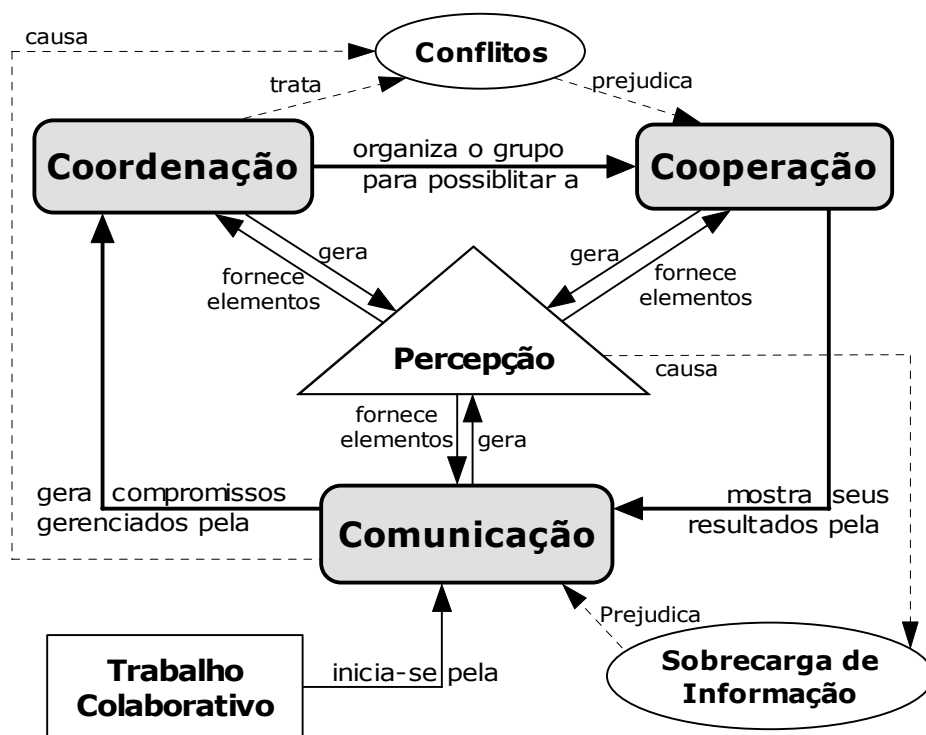 causa
Conflitos
trata
prejudica
Coordenação
organiza o grupo
para possiblitar a
Cooperação
gera
fornece
elementos
gera
fornece
elementos
Percepção
causa
fornece
elementos
gera
gera compromissos
gerenciados pela
mostra seus
resultados pela
Comunicação
Prejudica
Trabalho
Colaborativo
inicia-se pela
Sobrecarga de
Informação